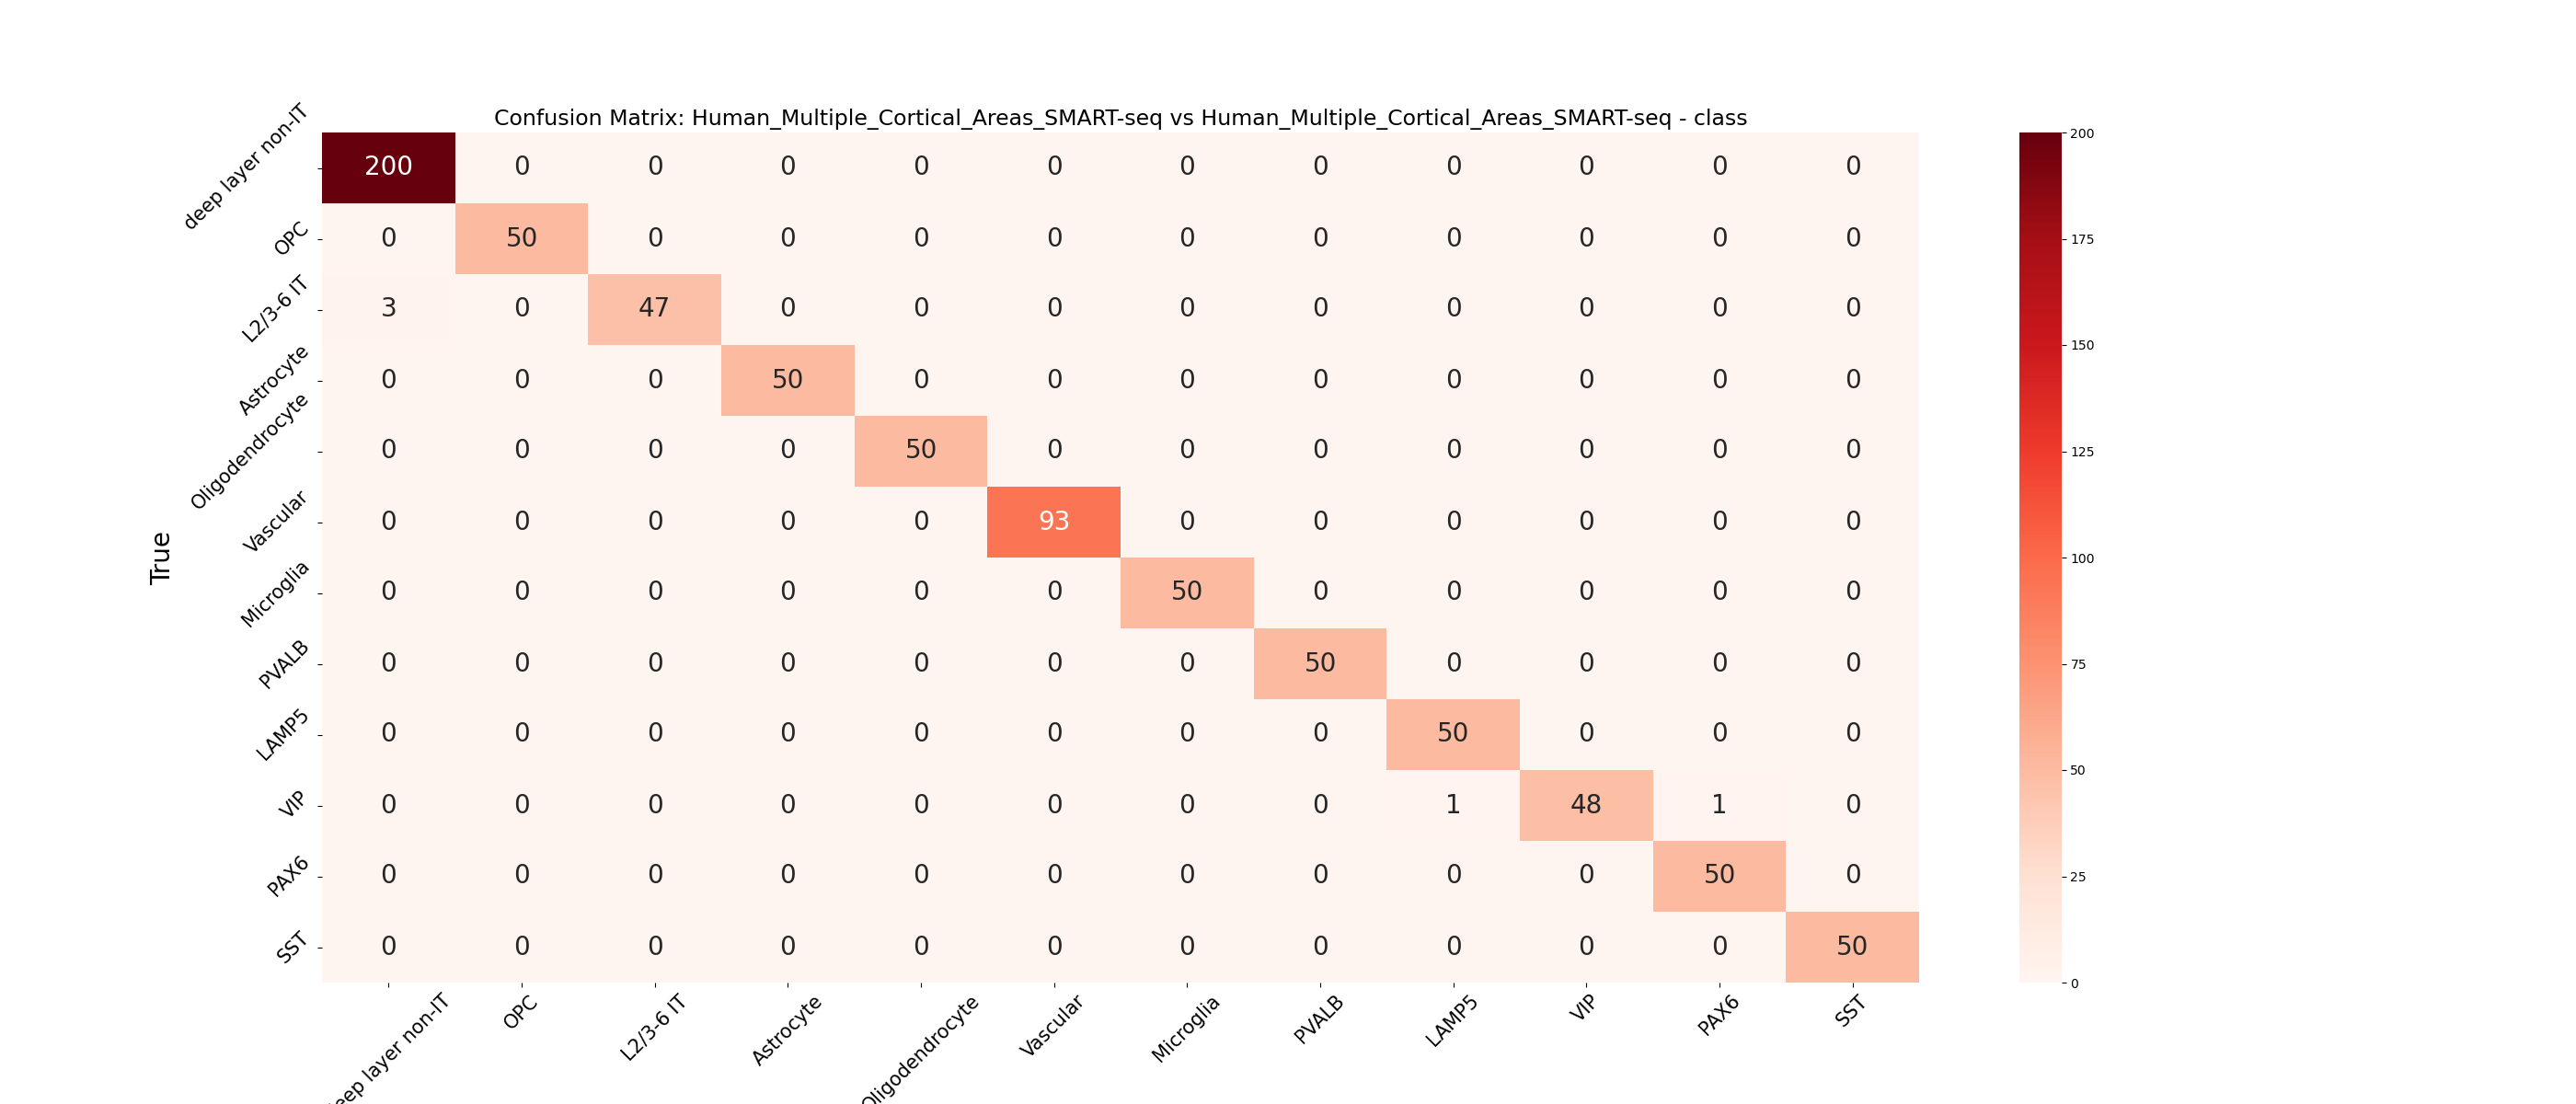 Confusion Matrix: Human_Multiple_Cortical_Areas_SMART-seq vs Human_Multiple_Cortical_Areas_SMART-seq - class
True
deep layer non-IT 200 0 0 0 0 0 0 0 0 0 0 0
OPC 0 50 0 0 0 0 0 0 0 0 0 0
L2/3-6 IT 3 0 47 0 0 0 0 0 0 0 0 0
Astrocyte 0 0 0 50 0 0 0 0 0 0 0 0
Oligodendrocyte 0 0 0 0 50 0 0 0 0 0 0 0
Vascular 0 0 0 0 0 93 0 0 0 0 0 0
Microglia 0 0 0 0 0 0 50 0 0 0 0 0
PVALB 0 0 0 0 0 0 0 50 0 0 0 0
LAMP5 0 0 0 0 0 0 0 0 50 0 0 0
VIP 0 0 0 0 0 0 0 0 1 48 1 0
PAX6 0 0 0 0 0 0 0 0 0 0 50 0
SST 0 0 0 0 0 0 0 0 0 0 0 50
layer non-IT OPC L2/3-6 IT Astrocyte Oligodendrocyte Vascular Microglia PVALB LAMP5 VIP PAX6 SST
200
175
150
125
100
75
50
25
0